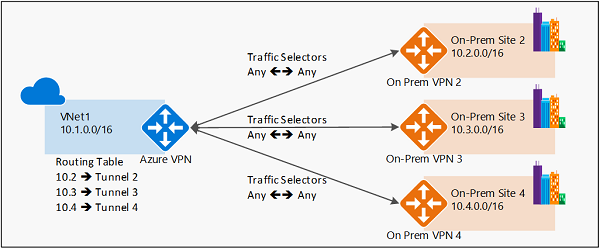 VNet1
10.1.0.0/16
Azure VPN
Routing Table
10.2 ➔ Tunnel 2
10.3 ➔ Tunnel 3
10.4 ➔ Tunnel 4
Traffic Selectors
Any ←→ Any
Traffic Selectors
Any ←→ Any
Traffic Selectors
Any ←→ Any
On-Prem Site 2
10.2.0.0/16
On Prem VPN 2
On-Prem Site 3
10.3.0.0/16
On-Prem VPN 3
On-Prem Site 4
10.4.0.0/16
On Prem VPN 4